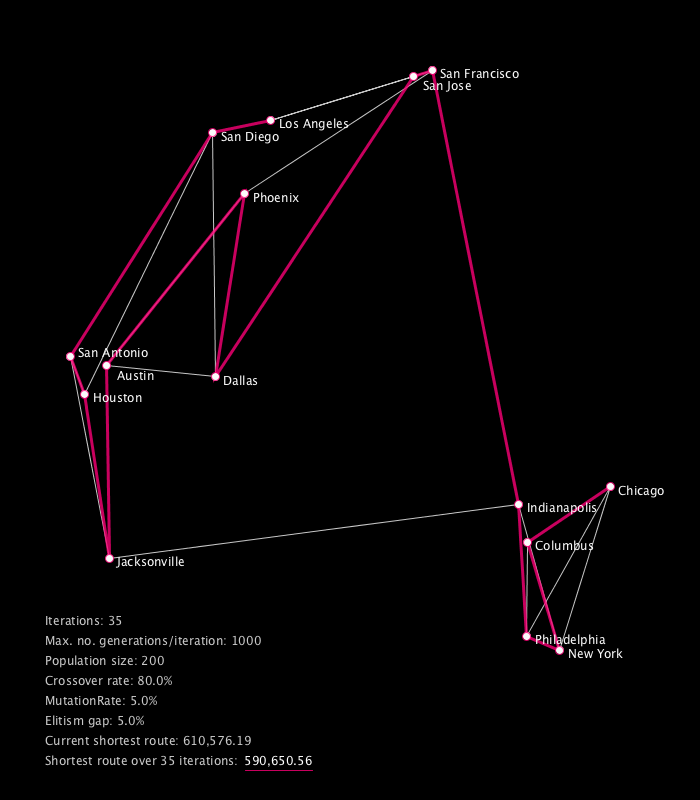 San Francisco
San Jose
Los Angeles
San Diego
Phoenix
San Antonio
Austin
Dallas
Houston
Chicago
Indianapolis
Columbus
Jacksonville
Philadelphia
New York
Iterations: 35
Max. no. generations/iteration: 1000
Population size: 200
Crossover rate: 80.0%
MutationRate: 5.0%
Elitism gap: 5.0%
Current shortest route: 610,576.19
Shortest route over 35 iterations: 590,650.56